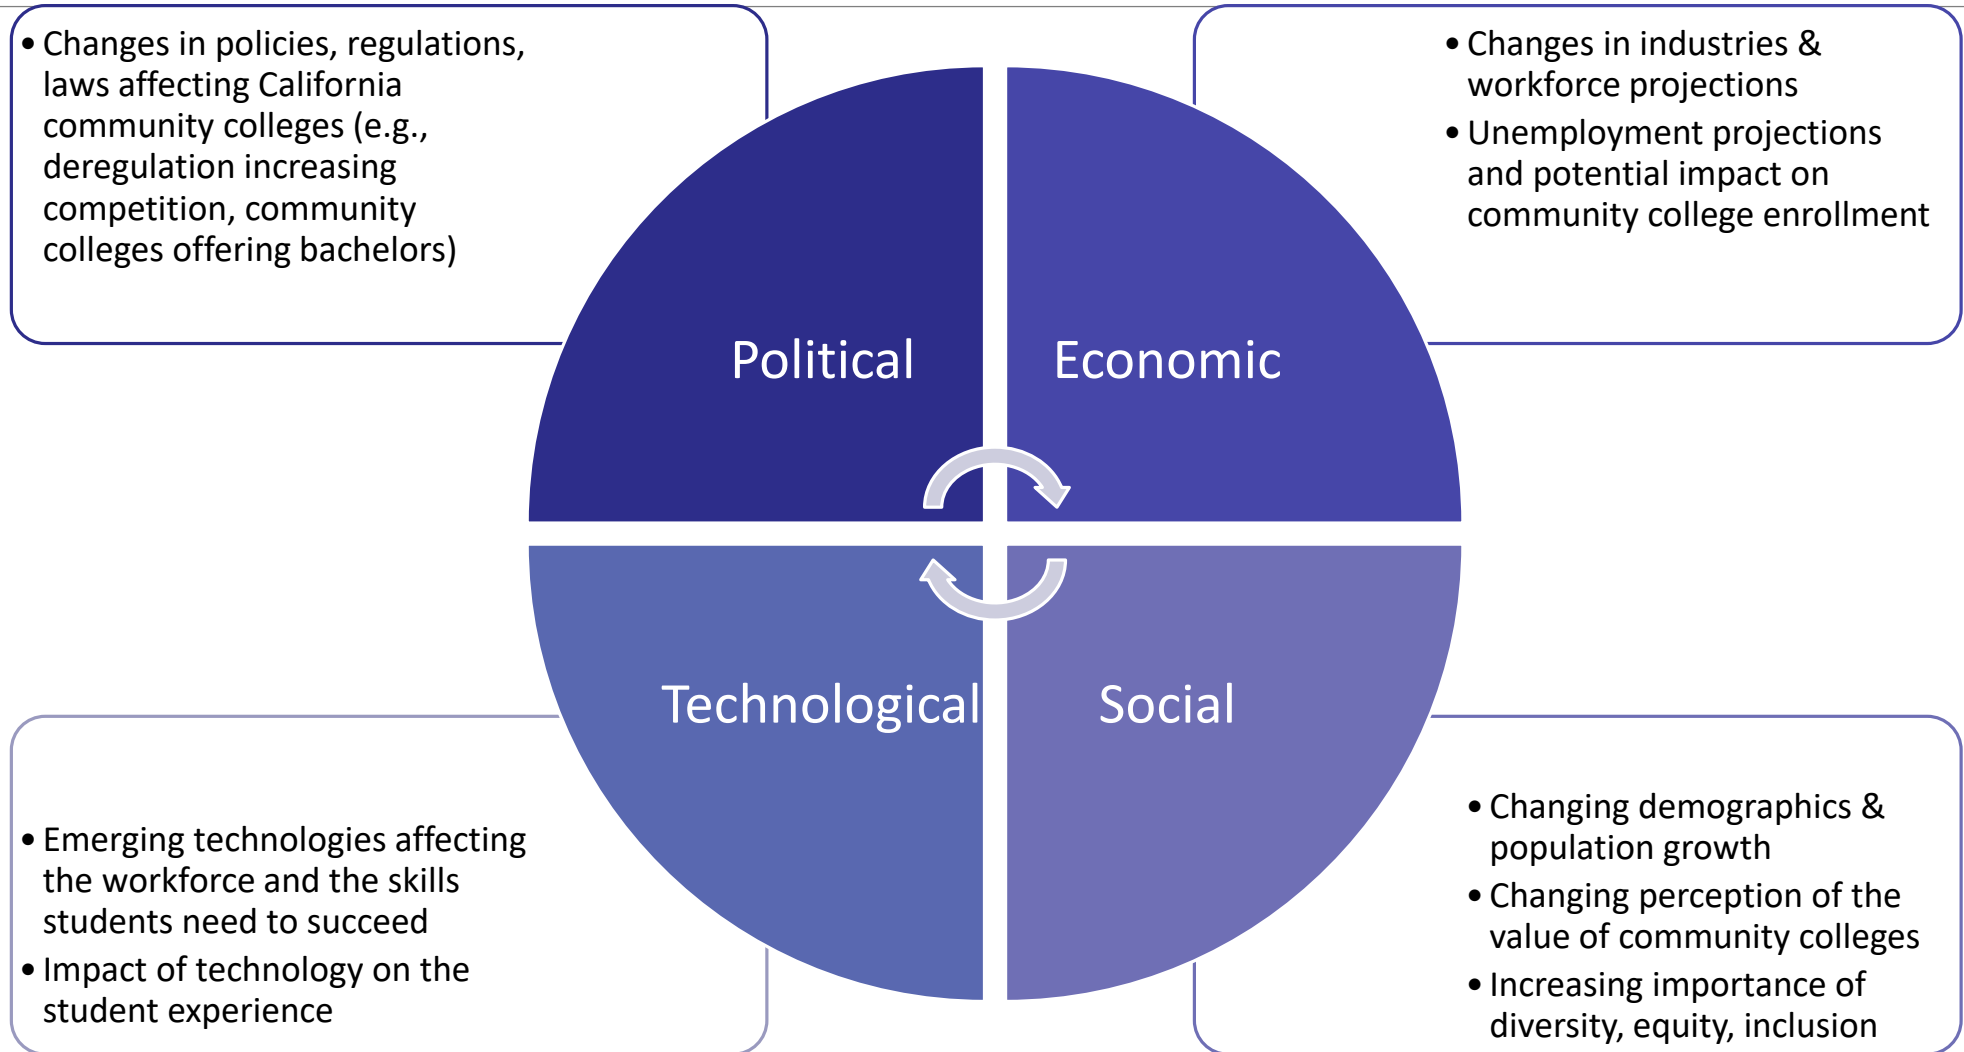 • Changes in policies, regulations,
laws affecting California
community colleges (e.g.,
deregulation increasing
competition, community
colleges offering bachelors)
• Changes in industries &
workforce projections
• Unemployment projections
and potential impact on
community college enrollment
Political
Economic
Technological
Social
• Emerging technologies affecting
the workforce and the skills
students need to succeed
• Impact of technology on the
student experience
• Changing demographics &
population growth
• Changing perception of the
value of community colleges
• Increasing importance of
diversity, equity, inclusion